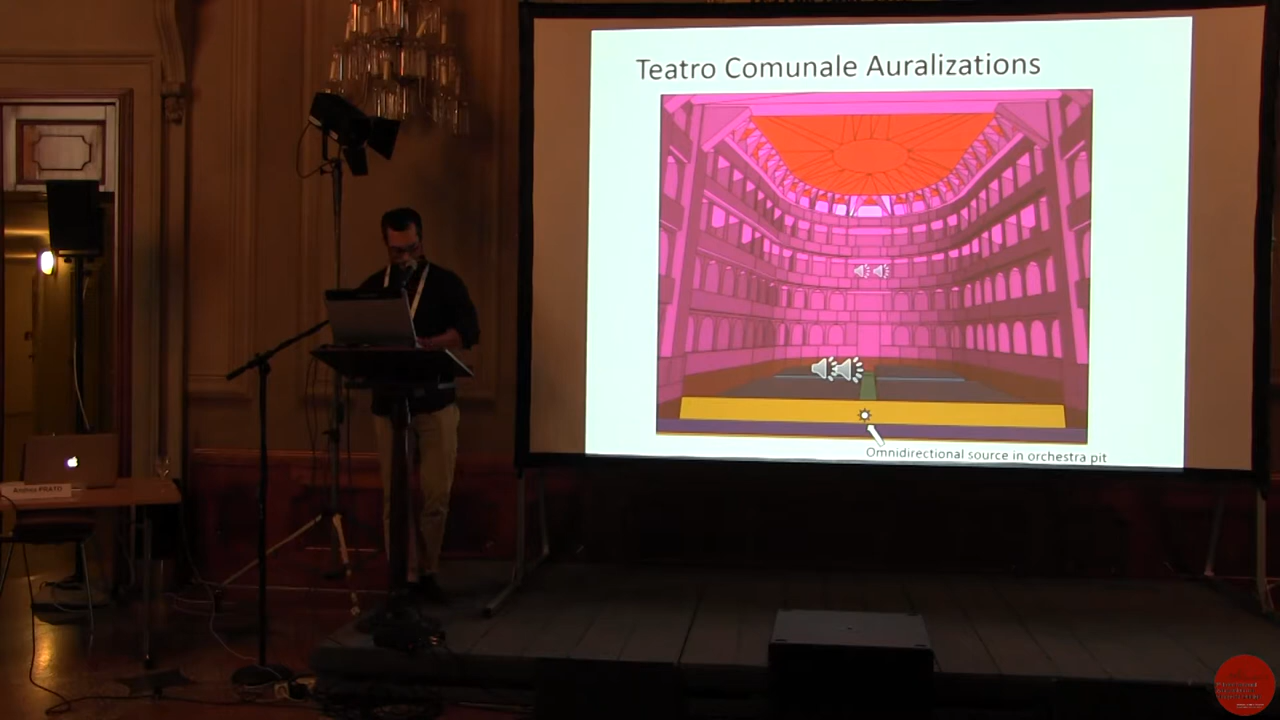 Teatro Comunale Auralizations
Omnidirectional source in orchestra pit
Andrea PRATO